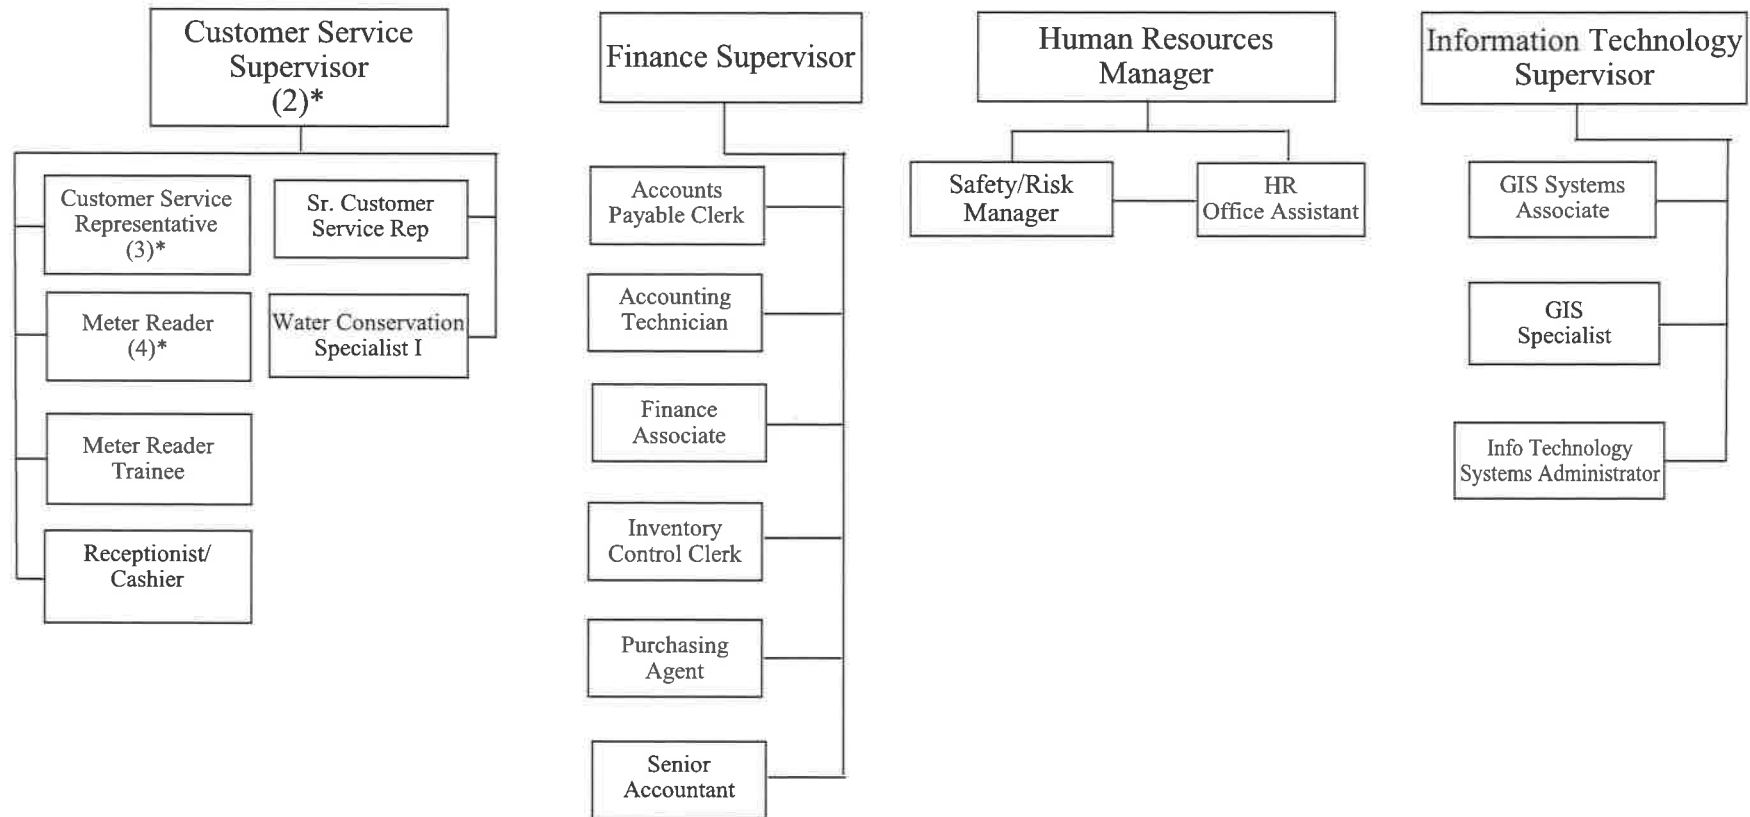 Customer Service
Supervisor
(2)*
Customer Service
Representative
(3)*
Sr. Customer
Service Rep
Meter Reader
(4)*
Water Conservation
Specialist I
Meter Reader
Trainee
Receptionist/
Cashier
Finance Supervisor
Accounts
Payable Clerk
Accounting
Technician
Finance
Associate
Inventory
Control Clerk
Purchasing
Agent
Senior
Accountant
Human Resources
Manager
Safety/Risk
Manager
HR
Office Assistant
Information Technology
Supervisor
GIS Systems
Associate
GIS
Specialist
Info Technology
Systems Administrator